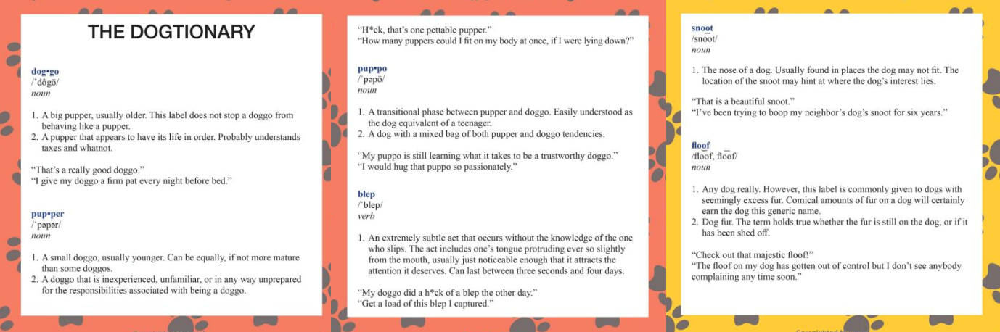 THE DOGTIONARY
dog•go
/ˈdôgō/
noun
1. A big pupper, usually older. This label does not stop a doggo from
behaving like a pupper.
2. A pupper that appears to have its life in order. Probably understands
taxes and whatnot.
“That’s a really good doggo.”
“I give my doggo a firm pat every night before bed.”
pup•per
/ˈpəpər/
noun
1. A small doggo, usually younger. Can be equally, if not more mature
than some doggos.
2. A doggo that is inexperienced, unfamiliar, or in any way unprepared
for the responsibilities associated with being a doggo.
“H*ck, that’s one pettable pupper.”
“How many puppers could I fit on my body at once, if I were lying down?”
pup•po
/ˈpəpō/
noun
1. A transitional phase between pupper and doggo. Easily understood as
the dog equivalent of a teenager.
2. A dog with a mixed bag of both pupper and doggo tendencies.
“My puppo is still learning what it takes to be a trustworthy doggo.”
“I would hug that puppo so passionately.”
blep
/ˈblep/
verb
1. An extremely subtle act that occurs without the knowledge of the one
who slips. The act includes one’s tongue protruding ever so slightly
from the mouth, usually just noticeable enough that it attracts the
attention it deserves. Can last between three seconds and four days.
“My doggo did a h*ck of a blep the other day.”
“Get a load of this blep I captured.”
snoot
/sno͞ot/
noun
1. The nose of a dog. Usually found in places the dog may not fit. The
location of the snoot may hint at where the dog’s interest lies.
“That is a beautiful snoot.”
“I’ve been trying to boop my neighbor’s dog’s snoot for six years.”
floof
/flo͞of, flo͞of/
noun
1. Any dog really. However, this label is commonly given to dogs with
seemingly excess fur. Comical amounts of fur on a dog will certainly
earn the dog this generic name.
2. Dog fur. The term holds true whether the fur is still on the dog, or if it
has been shed off.
“Check out that majestic floof!”
“The floof on my dog has gotten out of control but I don’t see anybody
complaining any time soon.”